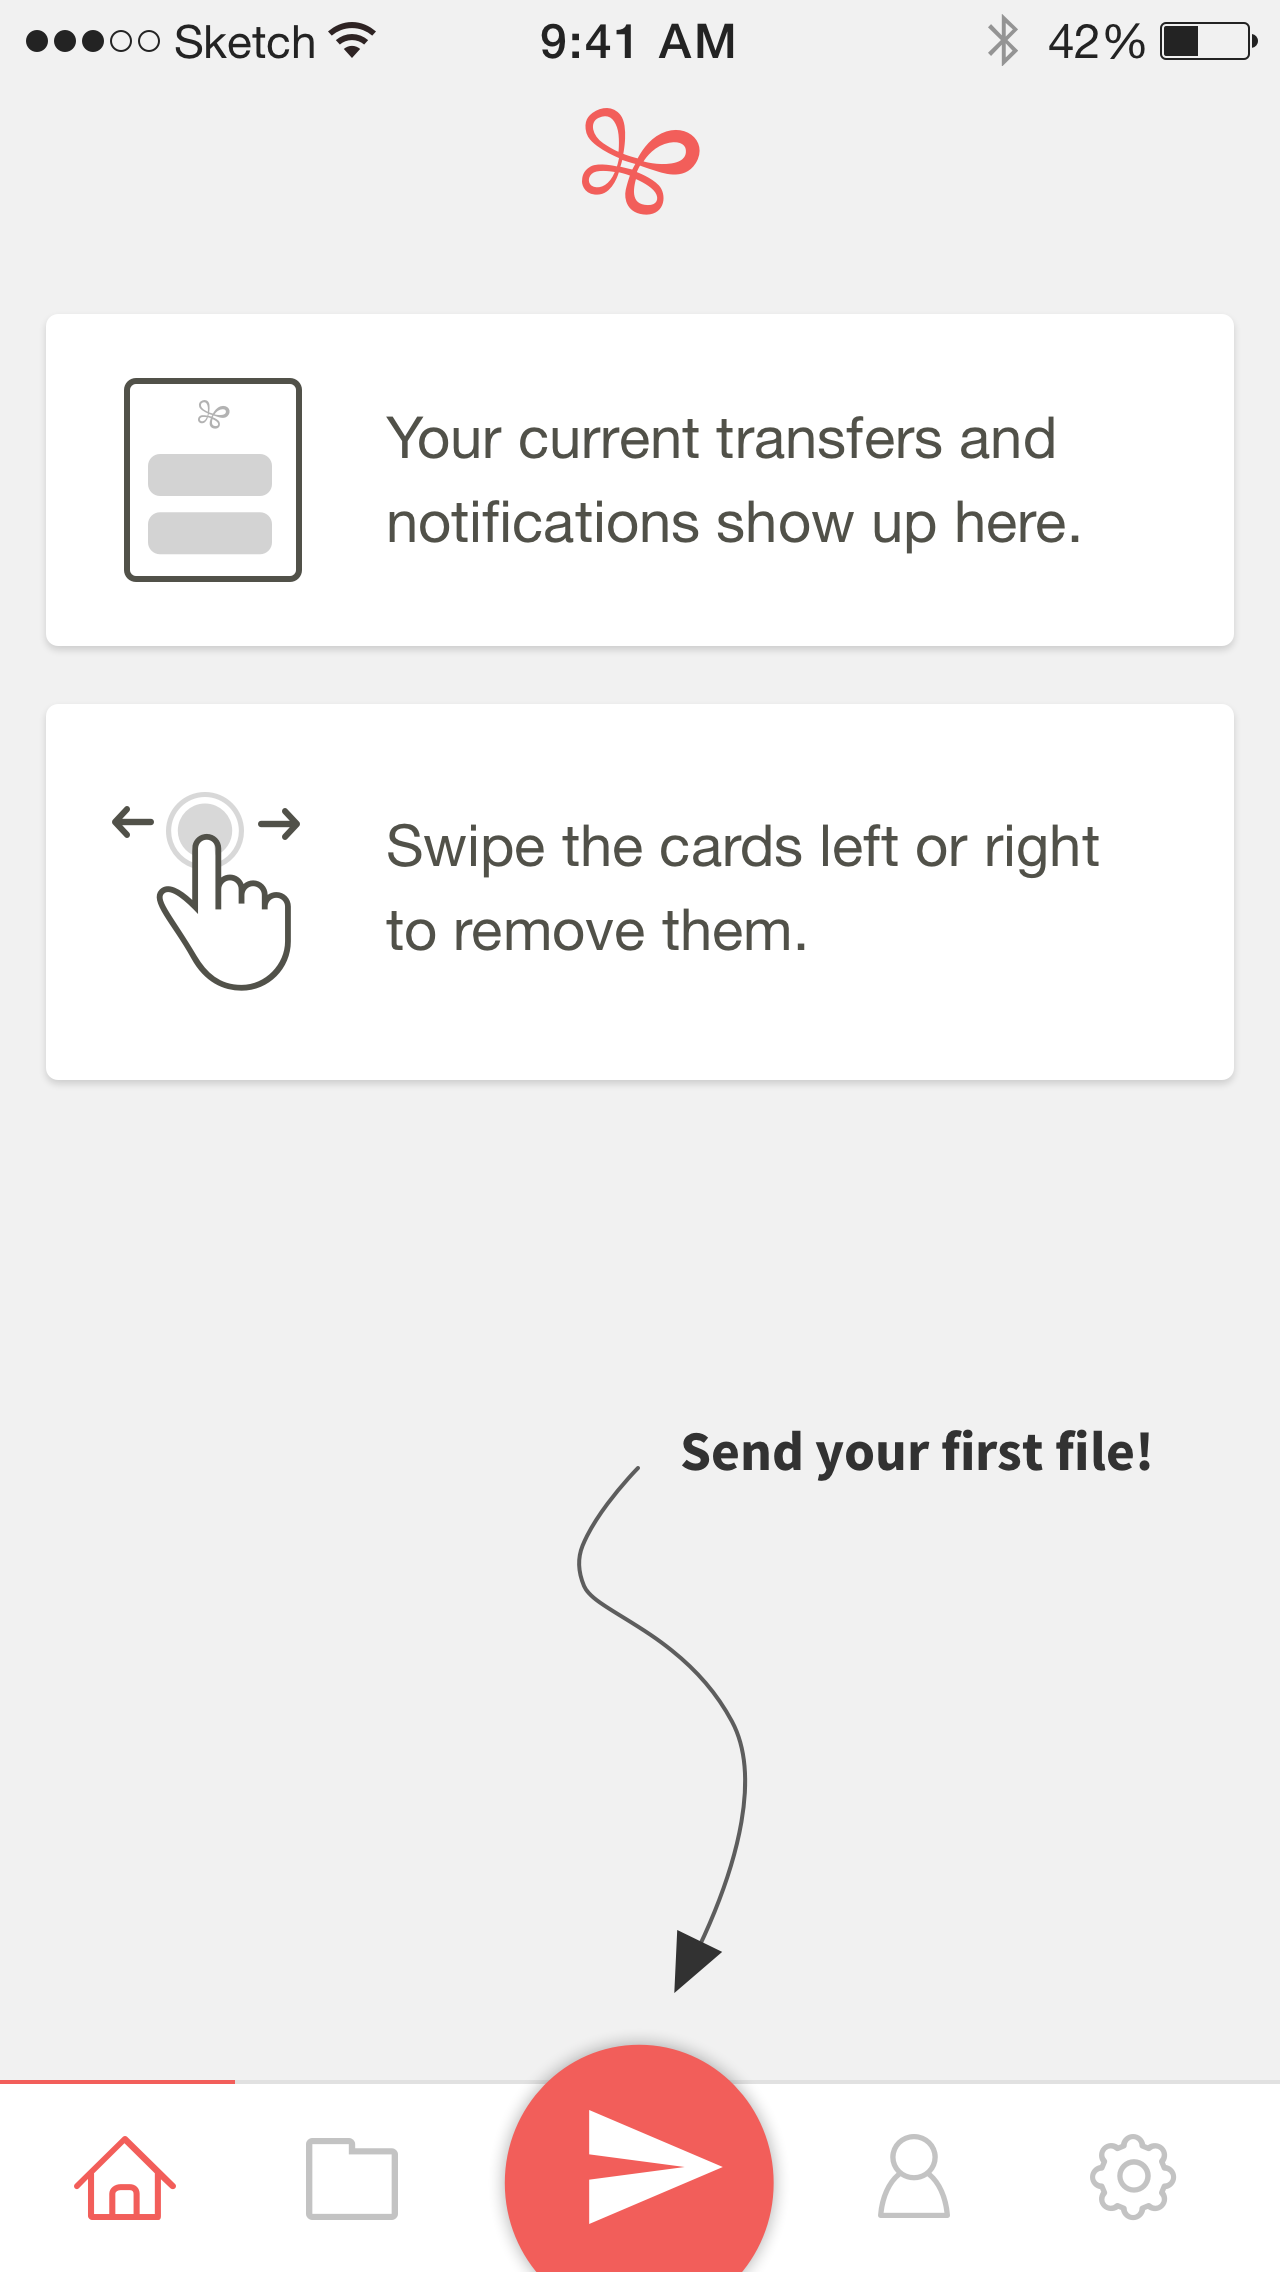 Sketch 9:41 AM 42%
Your current transfers and
notifications show up here.
Swipe the cards left or right
to remove them.
Send your first file!